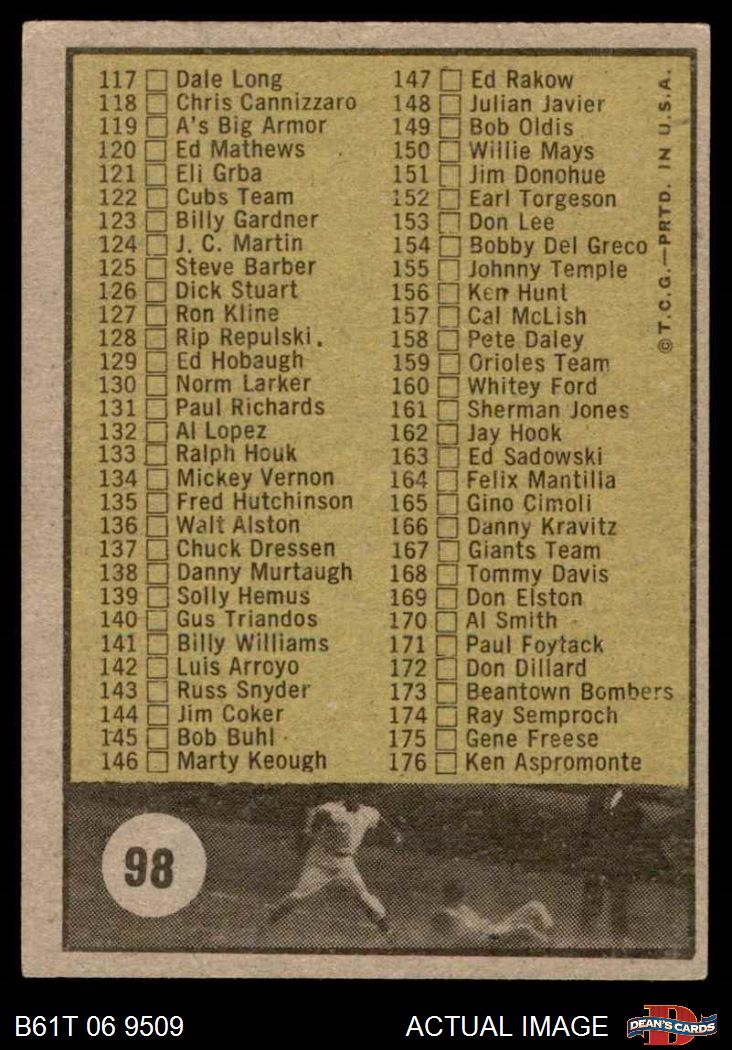 117 Dale Long
118 Chris Cannizzaro
119 A's Big Armor
120 Ed Mathews
121 Eli Grba
122 Cubs Team
123 Billy Gardner
124 J. C. Martin
125 Steve Barber
126 Dick Stuart
127 Ron Kline
128 Rip Repulski.
129 Ed Hobaugh
130 Norm Larker
131 Paul Richards
132 Al Lopez
133 Ralph Houk
134 Mickey Vernon
135 Fred Hutchinson
136 Walt Alston
137 Chuck Dressen
138 Danny Murtaugh
139 Solly Hemus
140 Gus Triandos
141 Billy Williams
142 Luis Arroyo
143 Russ Snyder
144 Jim Coker
145 Bob Buhl
146 Marty Keough
147 Ed Rakow
148 Julian Javier
149 Bob Oldis
150 Willie Mays
151 Jim Donohue
152 Earl Torgeson
153 Don Lee
154 Bobby Del Greco
155 Johnny Temple
156 Ken Hunt
157 Cal McLish
158 Pete Daley
159 Orioles Team
160 Whitey Ford
161 Sherman Jones
162 Jay Hook
163 Ed Sadowski
164 Felix Mantilla
165 Gino Cimoli
166 Danny Kravitz
167 Giants Team
168 Tommy Davis
169 Don Elston
170 Al Smith
171 Paul Foytack
172 Don Dillard
173 Beantown Bombers
174 Ray Semproch
175 Gene Freese
176 Ken Aspromonte
© T.C.G.—PRTD. IN U.S.A.
98
B61T 06 9509
ACTUAL IMAGE
D
DEAN'S CARDS